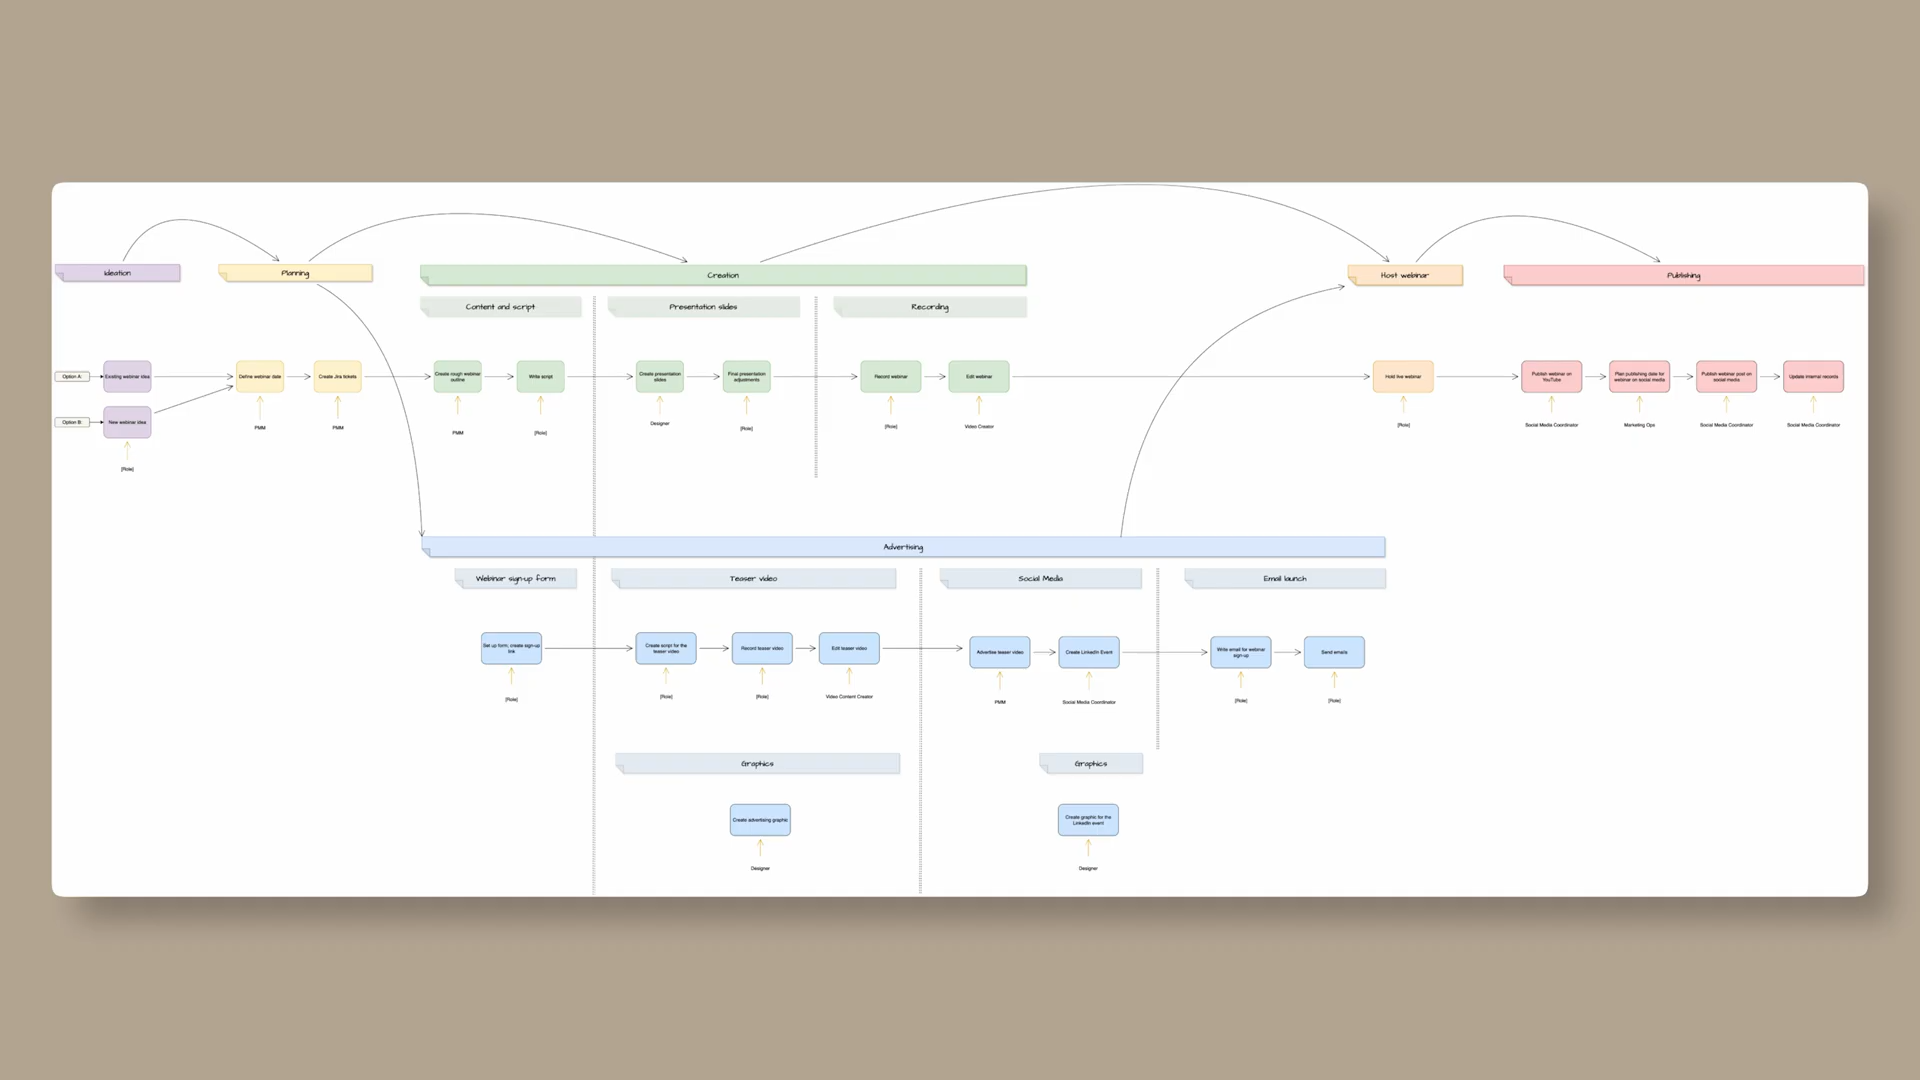 Ideation
Planning
Creation
Host webinar
Publishing
Content and script
Presentation slides
Recording
Option A:
Existing webinar idea
Define webinar date
Create Jira tickets
Create rough webinar
outline
Write script
Create presentation
slides
Final presentation
adjustments
Record webinar
Edit webinar
Hold live webinar
Publish webinar on
YouTube
Plan publishing date for
webinar on social media
Publish webinar post on
social media
Update internal records
Option B:
New webinar idea
PMM
PMM
PMM
[Role]
Designer
[Role]
[Role]
Video Creator
[Role]
Social Media Coordinator
Marketing Ops
Social Media Coordinator
Social Media Coordinator
[Role]
Advertising
Webinar sign-up form
Teaser video
Social Media
Email launch
Set up form; create sign-up
link
Create script for the
teaser video
Record teaser video
Edit teaser video
Advertise teaser video
Create LinkedIn Event
Write email for webinar
sign-up
Send emails
[Role]
[Role]
[Role]
Video Content Creator
PMM
Social Media Coordinator
[Role]
[Role]
Graphics
Graphics
Create advertising graphic
Create graphic for the
LinkedIn event
Designer
Designer